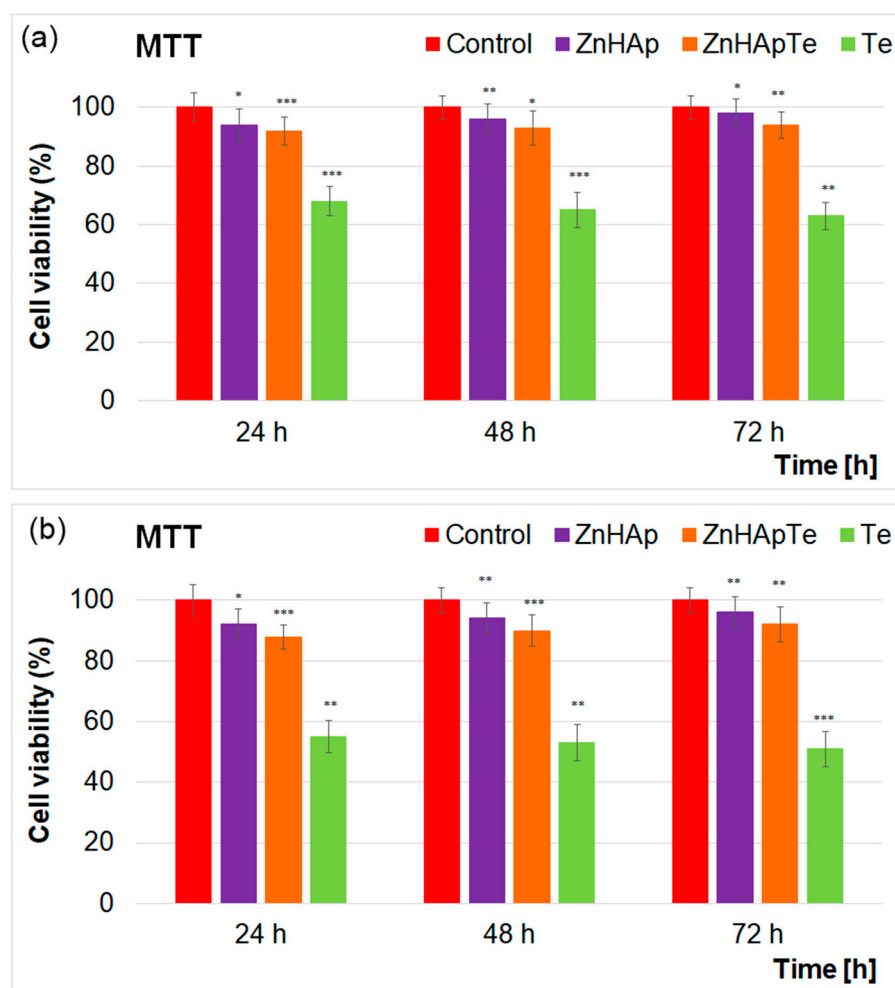 (a) MTT Control ZnHAp ZnHApTe Te
Cell viability (%)
100
80
60
40
20
0
* *** ***
** * ***
* ** **
24 h 48 h 72 h
Time [h]
(b) MTT Control ZnHAp ZnHApTe Te
Cell viability (%)
100
80
60
40
20
0
* *** **
** *** **
** ** ***
24 h 48 h 72 h
Time [h]